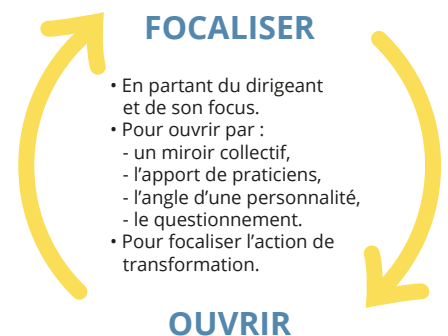 FOCALISER
• En partant du dirigeant
et de son focus.
• Pour ouvrir par :
- un miroir collectif,
- l'apport de praticiens,
- l'angle d'une personnalité,
- le questionnement.
• Pour focaliser l'action de
transformation.
OUVRIR